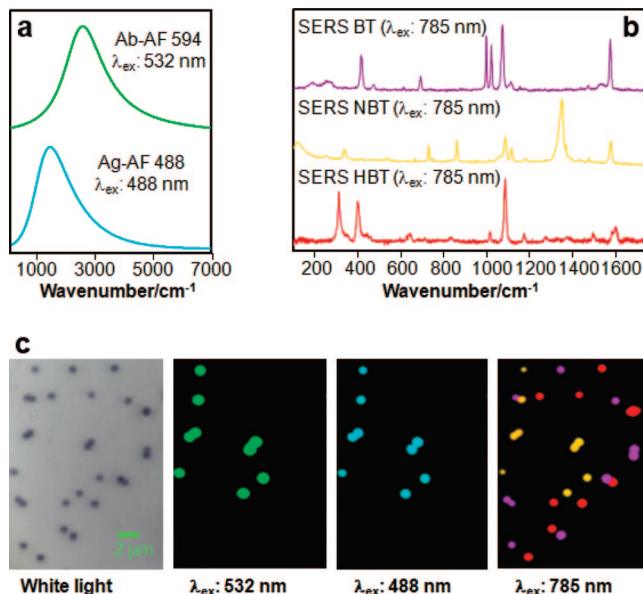 a
Ab-AF 594
λex: 532 nm
Ag-AF 488
λex: 488 nm
1000 3000 5000 7000
Wavenumber/cm-1
b
SERS BT (λex: 785 nm)
SERS NBT (λex: 785 nm)
SERS HBT (λex: 785 nm)
200 400 600 800 1000 1200 1400 1600
Wavenumber/cm-1
c
2 μm
White light
λex: 532 nm
λex: 488 nm
λex: 785 nm